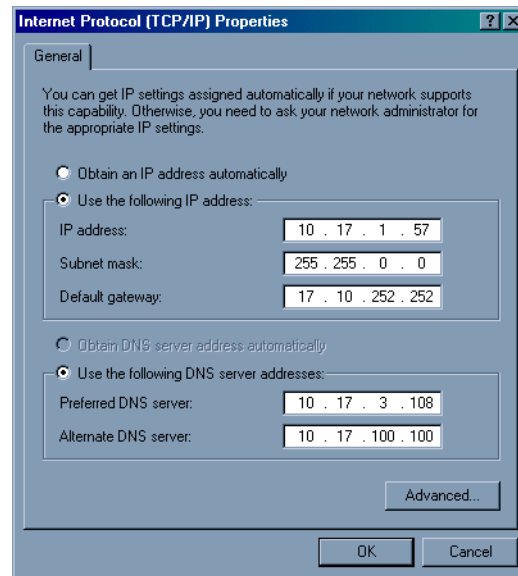 Internet Protocol (TCP/IP) Properties
General
You can get IP settings assigned automatically if your network supports
this capability. Otherwise, you need to ask your network administrator for
the appropriate IP settings.
Obtain an IP address automatically
Use the following IP address:
IP address: 10 . 17 . 1 . 57
Subnet mask: 255 . 255 . 0 . 0
Default gateway: 17 . 10 . 252 . 252
Obtain DNS server address automatically
Use the following DNS server addresses:
Preferred DNS server: 10 . 17 . 3 . 108
Alternate DNS server: 10 . 17 . 100 . 100
Advanced...
OK Cancel